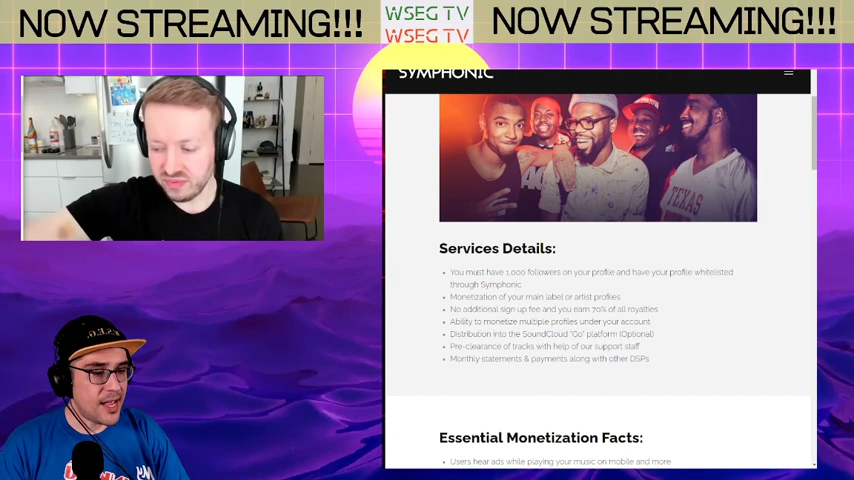 NOW STREAMING!!!
WSEG TV
WSEG TV
NOW STREAMING!!!
SYMPHONIC
TEXAS
Services Details:
You must have 1,000 followers on your profile and have your profile whitelisted
through Symphonic
Monetization of your main label or artist profiles
No additional sign up fee and you earn 70% of all royalties
Ability to monetize multiple profiles under your account
Distribution into the SoundCloud "Go" platform (Optional)
Pre-clearance of tracks with help of our support staff
Monthly statements & payments along with other DSPs
Essential Monetization Facts:
Users hear ads while playing your music on mobile and more